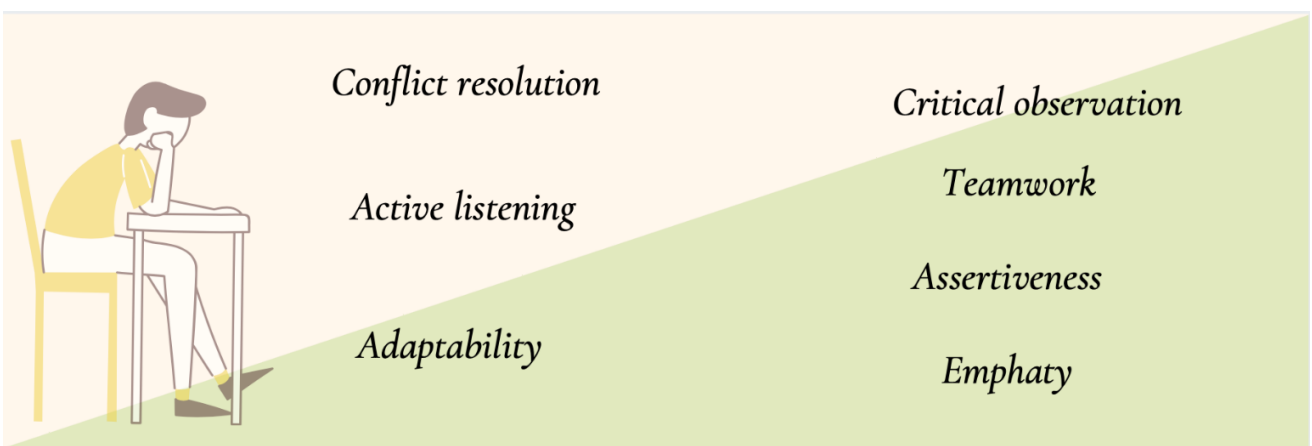 Conflict resolution
Active listening
Adaptability
Critical observation
Teamwork
Assertiveness
Emphaty